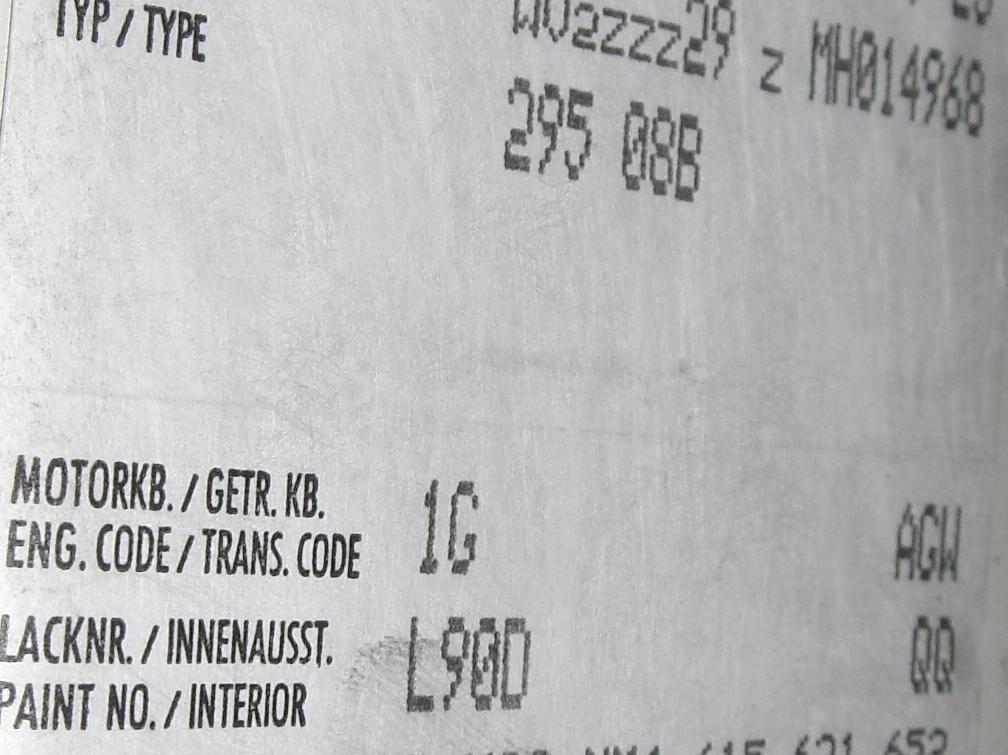 TYP / TYPE
WV2ZZZ29 Z MH014968
295 08B
MOTORKB. / GETR. KB. 1G AGW
ENG. CODE / TRANS. CODE
LACKNR. / INNENAUSST. L90D QQ
PAINT NO. / INTERIOR